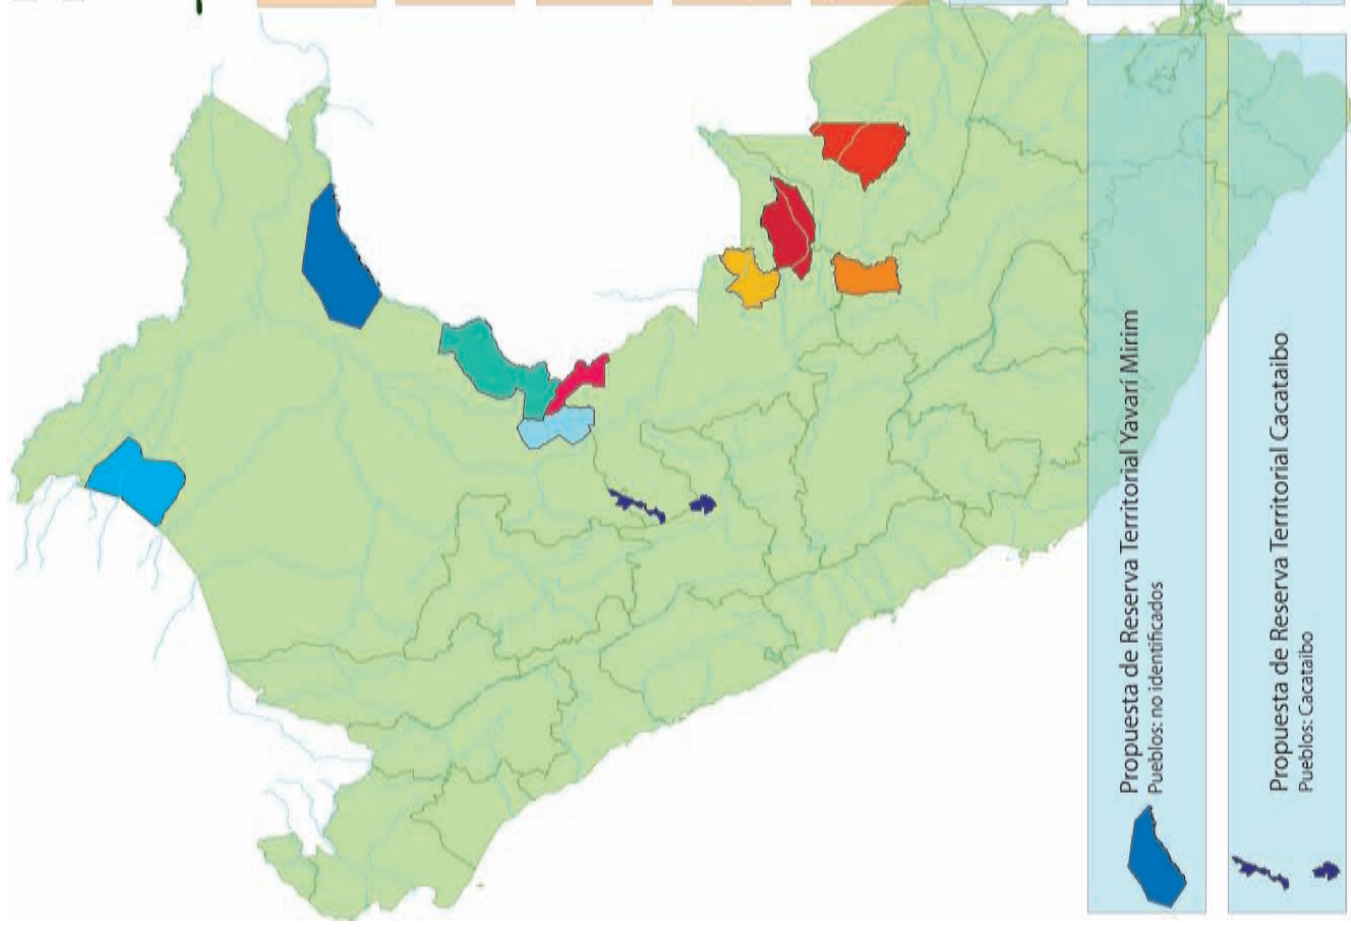 Propuesta de Reserva Territorial Yavarí Mirim
Pueblos: no identificados
Propuesta de Reserva Territorial Cacataibo
Pueblos: Cacataibo